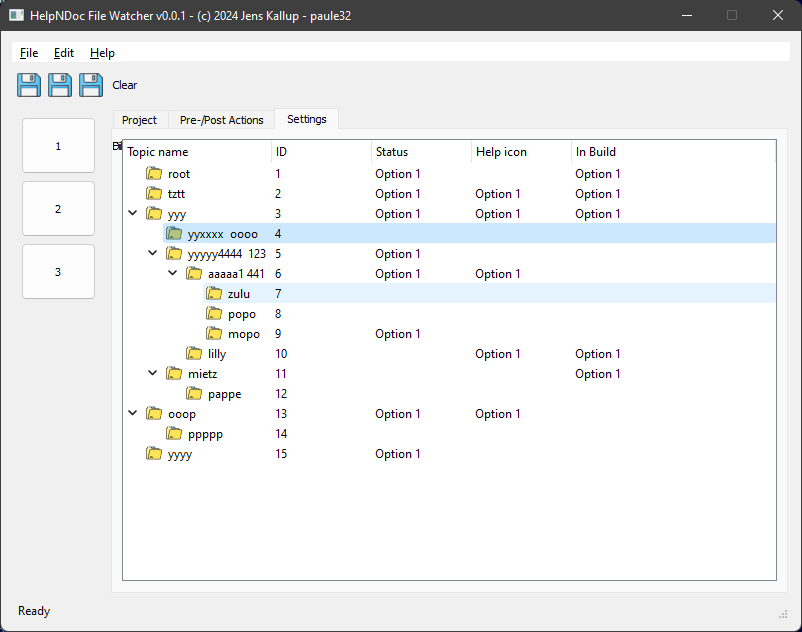 HelpNDoc File Watcher v0.0.1 - (c) 2024 Jens Kallup - paule32
File Edit Help
Clear
Project Pre-/Post Actions Settings
1
2
3
Topic name ID Status Help icon In Build
root 1 Option 1 Option 1
tztt 2 Option 1 Option 1 Option 1
yyy 3 Option 1 Option 1 Option 1
yyxxxx oooo 4
yyyyy4444 123 5 Option 1
aaaaa1 441 6 Option 1 Option 1
zulu 7
popo 8
mopo 9 Option 1
lilly 10 Option 1 Option 1
mietz 11 Option 1
pappe 12
ooop 13 Option 1 Option 1
ppppp 14
yyyy 15 Option 1
Ready